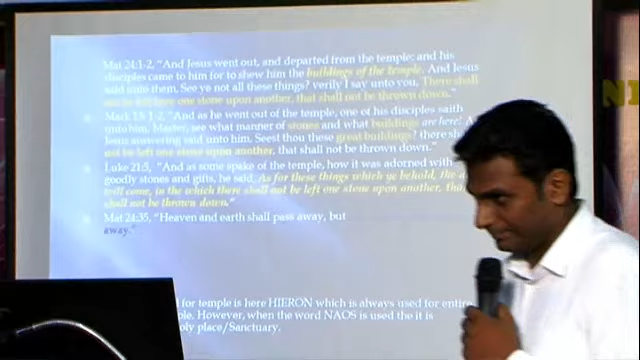 Mat 24:1-2, "And Jesus went out, and departed from the temple: and his
disciples came to him for to shew him the buildings of the temple. And Jesus
said unto them, See ye not all these things? verily I say unto you, There shall
not be left here one stone upon another, that shall not be thrown down."
Mark 13:1-2, "And as he went out of the temple, one of his disciples saith
unto him, Master, see what manner of stones and what buildings are here! A
Jesus answering said unto him, Seest thou these great buildings? there sh
not be left one stone upon another, that shall not be thrown down."
Luke 21:5, "And as some spake of the temple, how it was adorned with
goodly stones and gifts, he said, As for these things which ye behold, the
will come, in the which there shall not be left one stone upon another, tha
shall not be thrown down."
Mat 24:35, "Heaven and earth shall pass away, but
away."
d for temple is here HIERON which is always used for entire
ple. However, when the word NAOS is used the it is
oly place/Sanctuary.